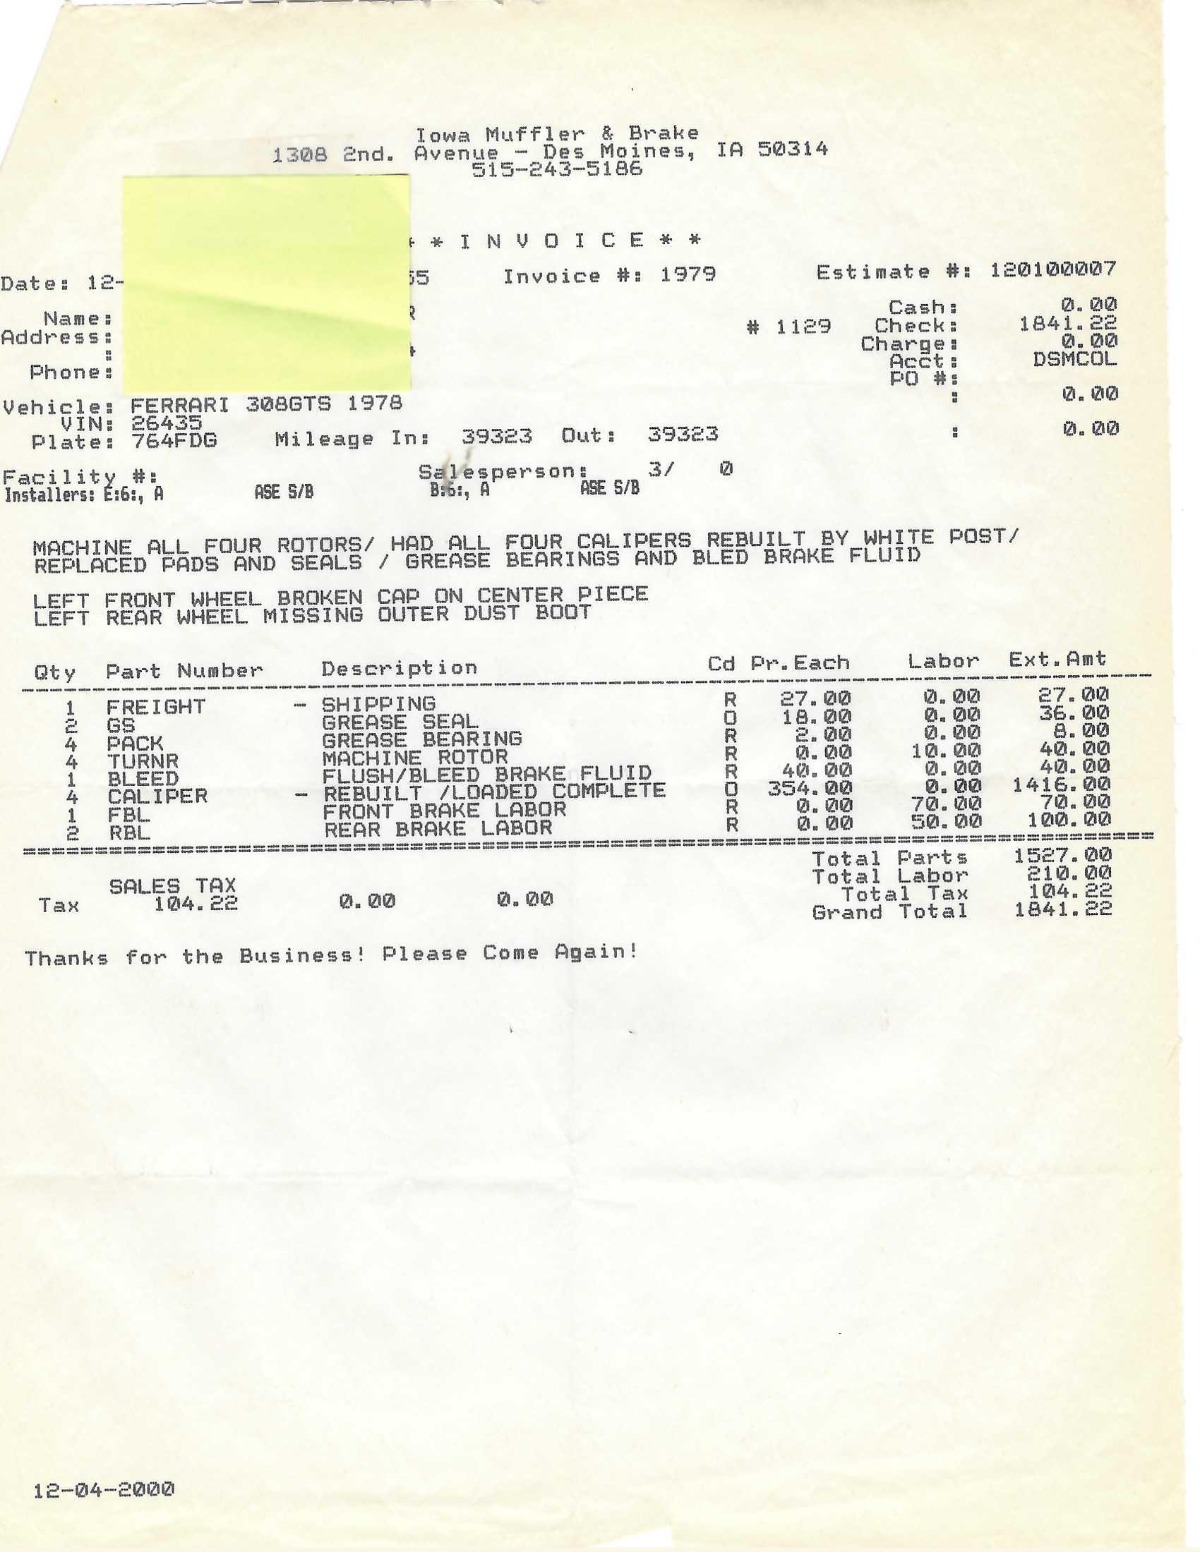 Iowa Muffler & Brake
1308 2nd. Avenue - Des Moines, IA 50314
515-243-5186
* * I N V O I C E * *
Date: 12- 55 Invoice #: 1979 Estimate #: 120100007
Cash: 0.00
Name: R # 1129 Check: 1841.22
Address: Charge: 0.00
: Acct: DSMCOL
Phone: PO #:
: 0.00
Vehicle: FERRARI 308GTS 1978
VIN: 26435
Plate: 764FDG Mileage In: 39323 Out: 39323 : 0.00
Facility #: Salesperson: 3/ 0
Installers: E:6:, A ASE S/B B:6:, A ASE S/B
MACHINE ALL FOUR ROTORS/ HAD ALL FOUR CALIPERS REBUILT BY WHITE POST/
REPLACED PADS AND SEALS / GREASE BEARINGS AND BLED BRAKE FLUID
LEFT FRONT WHEEL BROKEN CAP ON CENTER PIECE
LEFT REAR WHEEL MISSING OUTER DUST BOOT
Qty Part Number Description Cd Pr.Each Labor Ext.Amt
1 FREIGHT - SHIPPING R 27.00 0.00 27.00
2 GS GREASE SEAL O 18.00 0.00 36.00
4 PACK GREASE BEARING R 2.00 0.00 8.00
4 TURNR MACHINE ROTOR R 0.00 10.00 40.00
1 BLEED FLUSH/BLEED BRAKE FLUID R 40.00 0.00 40.00
4 CALIPER - REBUILT /LOADED COMPLETE O 354.00 0.00 1416.00
1 FBL FRONT BRAKE LABOR R 0.00 70.00 70.00
2 RBL REAR BRAKE LABOR R 0.00 50.00 100.00
Total Parts 1527.00
Total Labor 210.00
SALES TAX Total Tax 104.22
Tax 104.22 0.00 0.00 Grand Total 1841.22
Thanks for the Business! Please Come Again!
12-04-2000